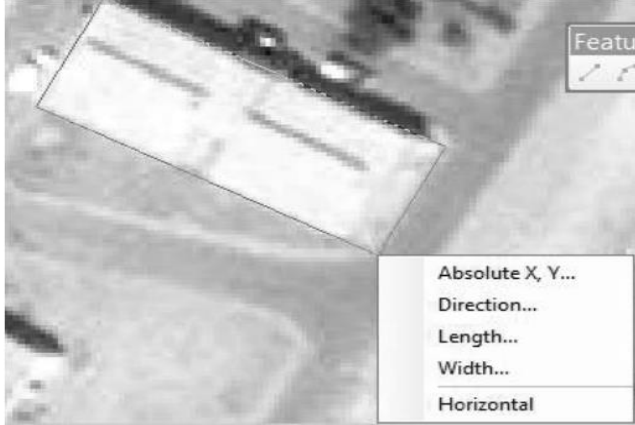 Featu
Absolute X, Y...
Direction...
Length...
Width...
Horizontal